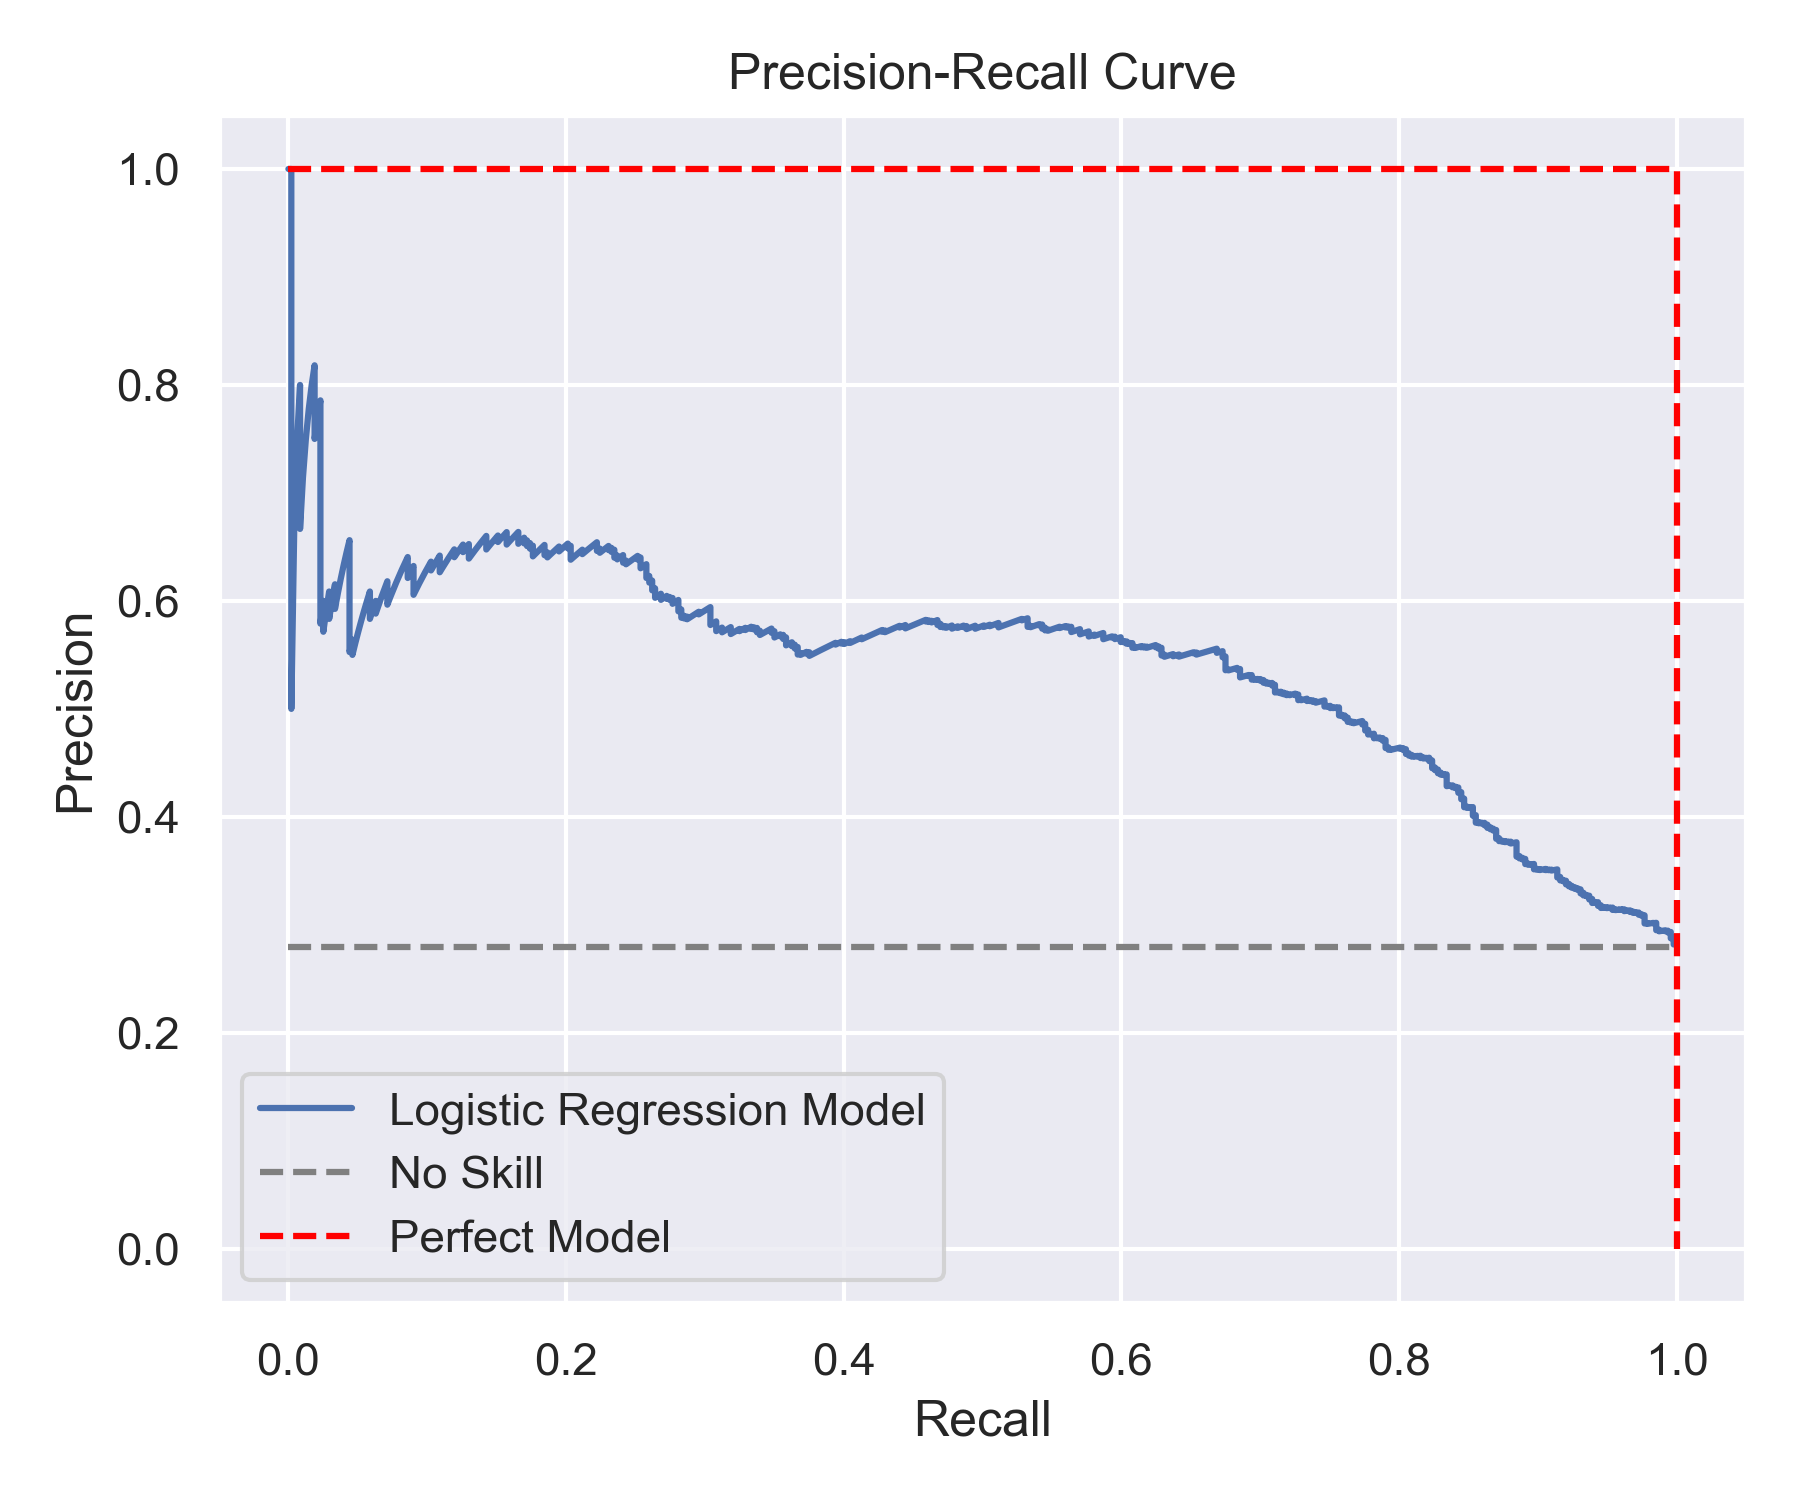 Precision-Recall Curve
1.0
0.8
0.6
0.4
0.2
0.0
Precision
Logistic Regression Model
No Skill
Perfect Model
0.0 0.2 0.4 0.6 0.8 1.0
Recall